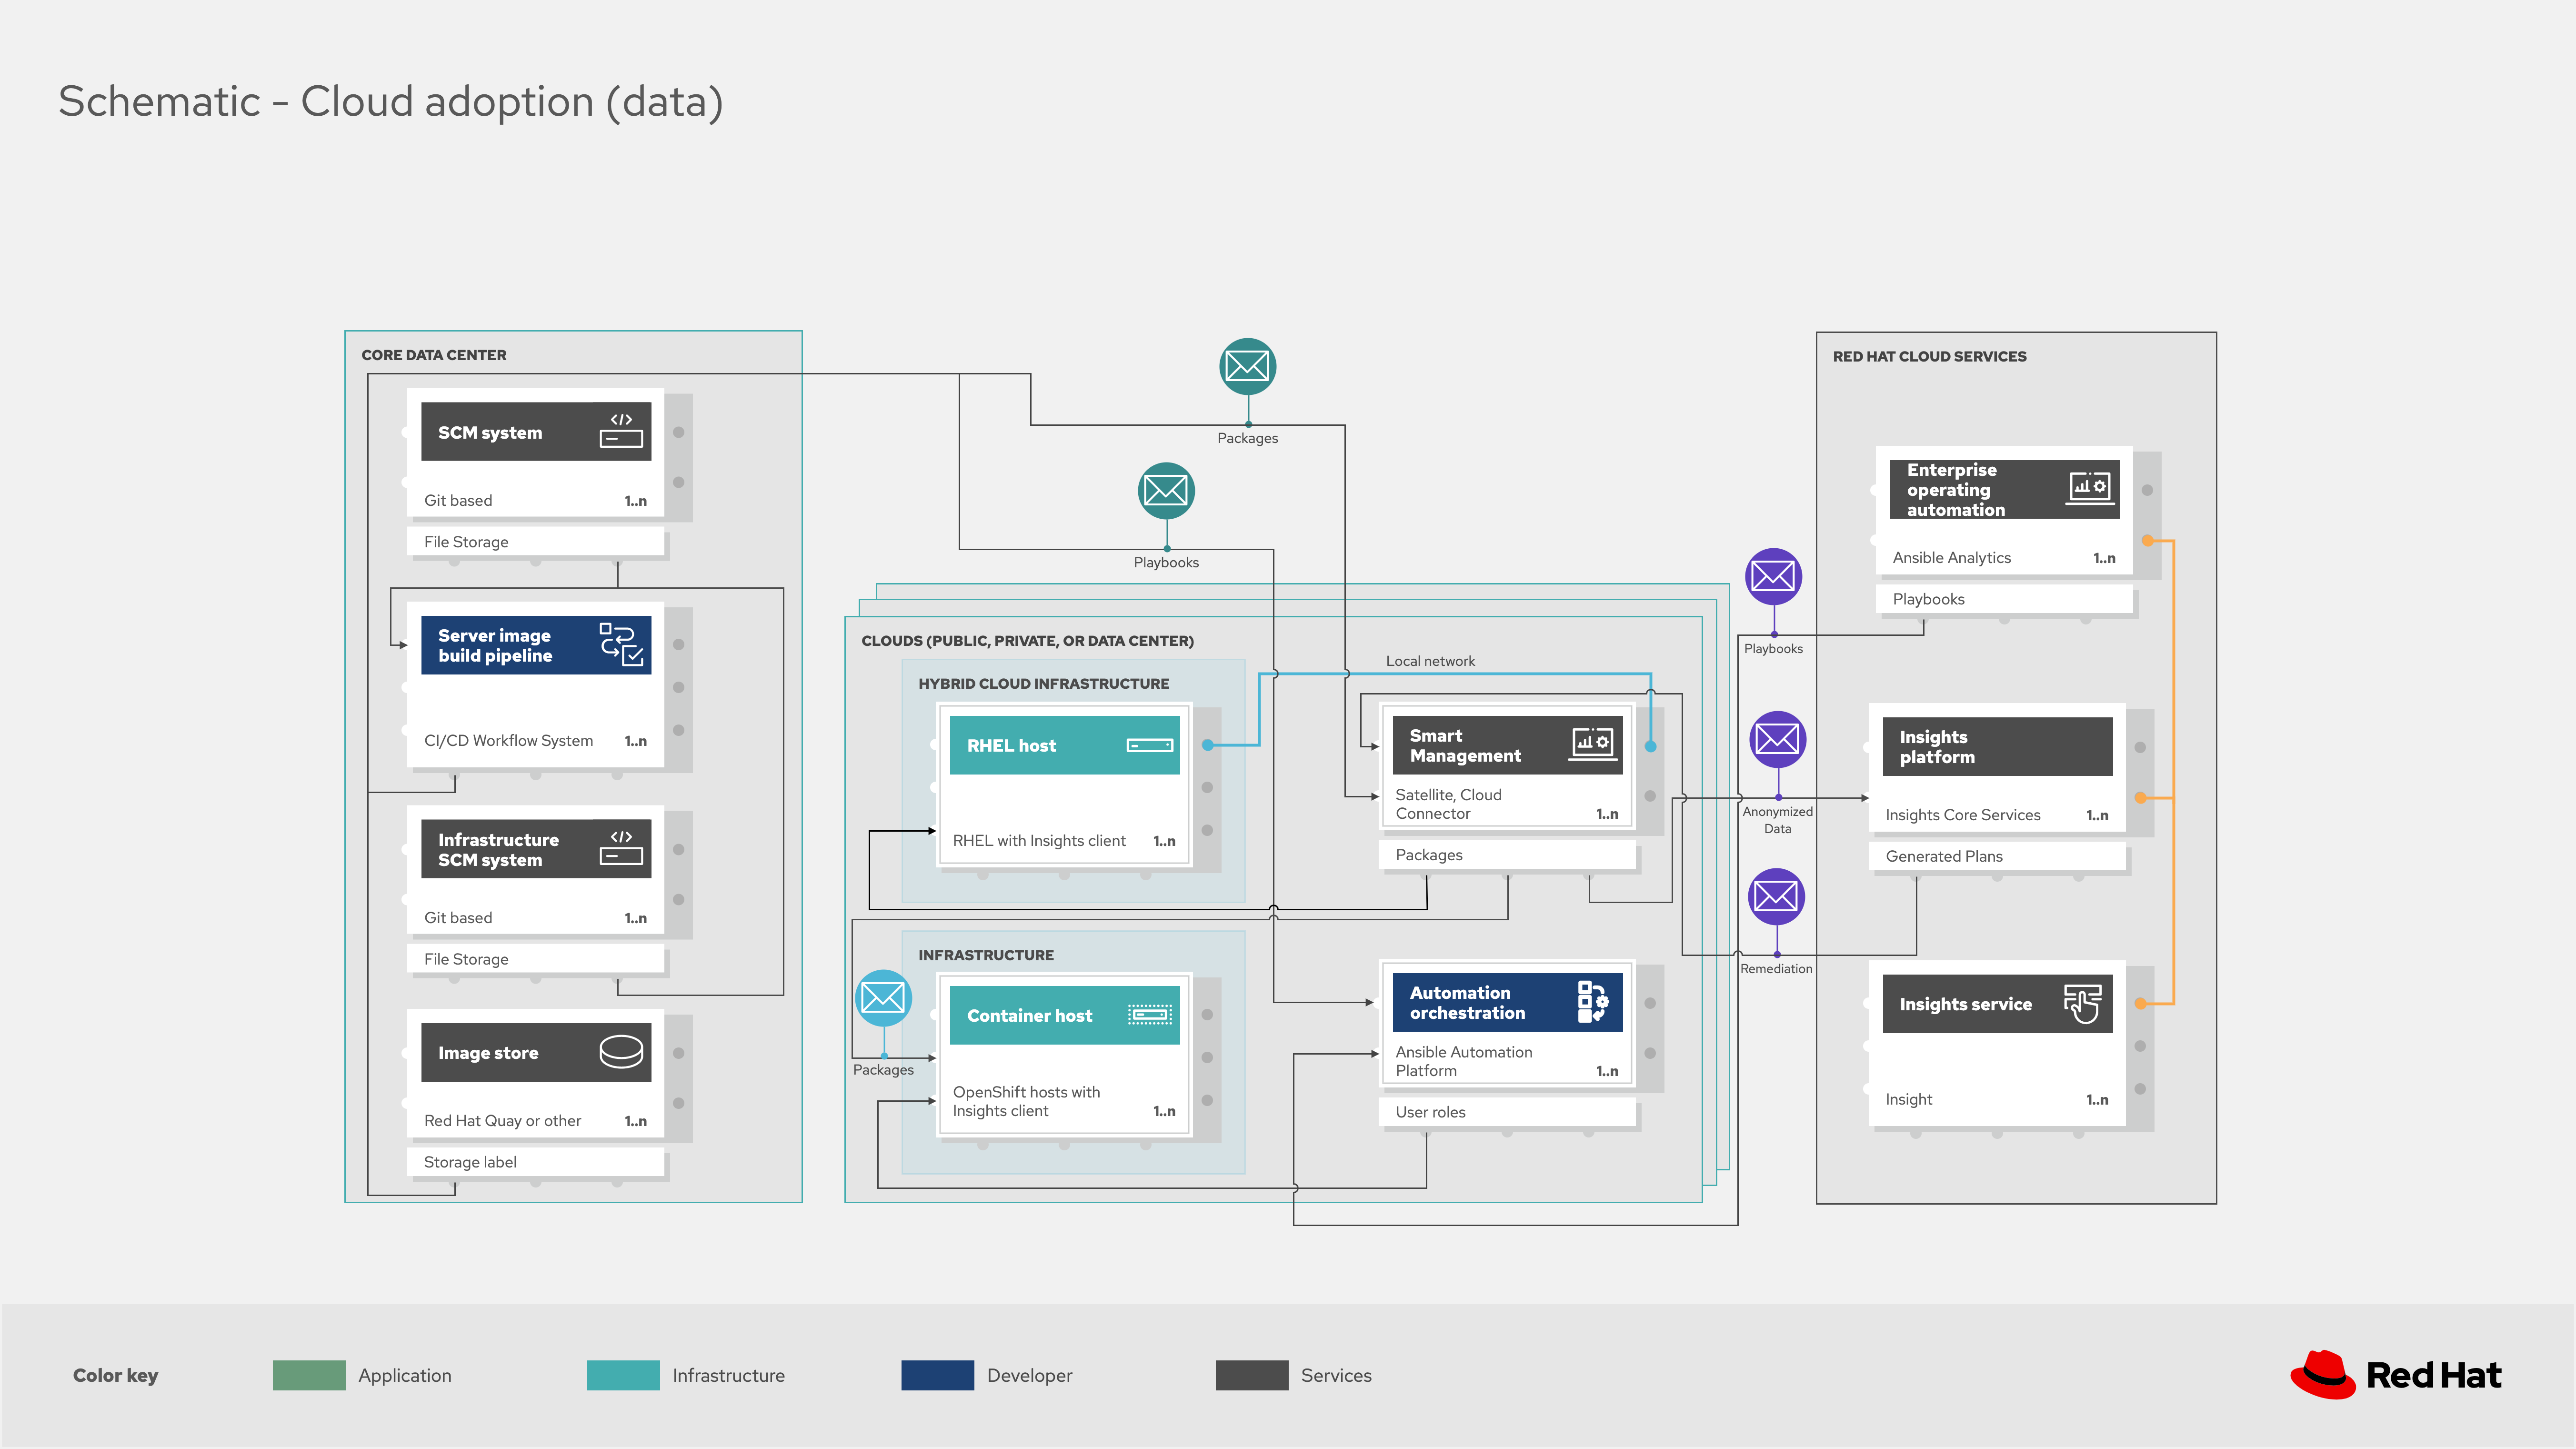 Schematic - Cloud adoption (data)
CORE DATA CENTER
SCM system
Git based
1..n
File Storage
Server image
build pipeline
CI/CD Workflow System
1..n
Infrastructure
SCM system
Git based
1..n
File Storage
Image store
Red Hat Quay or other
1..n
Storage label
Packages
Playbooks
CLOUDS (PUBLIC, PRIVATE, OR DATA CENTER)
HYBRID CLOUD INFRASTRUCTURE
RHEL host
RHEL with Insights client
1..n
INFRASTRUCTURE
Container host
OpenShift hosts with
Insights client
1..n
Packages
Local network
Smart
Management
Satellite, Cloud
Connector
1..n
Packages
Automation
orchestration
Ansible Automation
Platform
1..n
User roles
Playbooks
Anonymized
Data
Remediation
RED HAT CLOUD SERVICES
Enterprise
operating
automation
Ansible Analytics
1..n
Playbooks
Insights
platform
Insights Core Services
1..n
Generated Plans
Insights service
Insight
1..n
Color key
Application
Infrastructure
Developer
Services
Red Hat